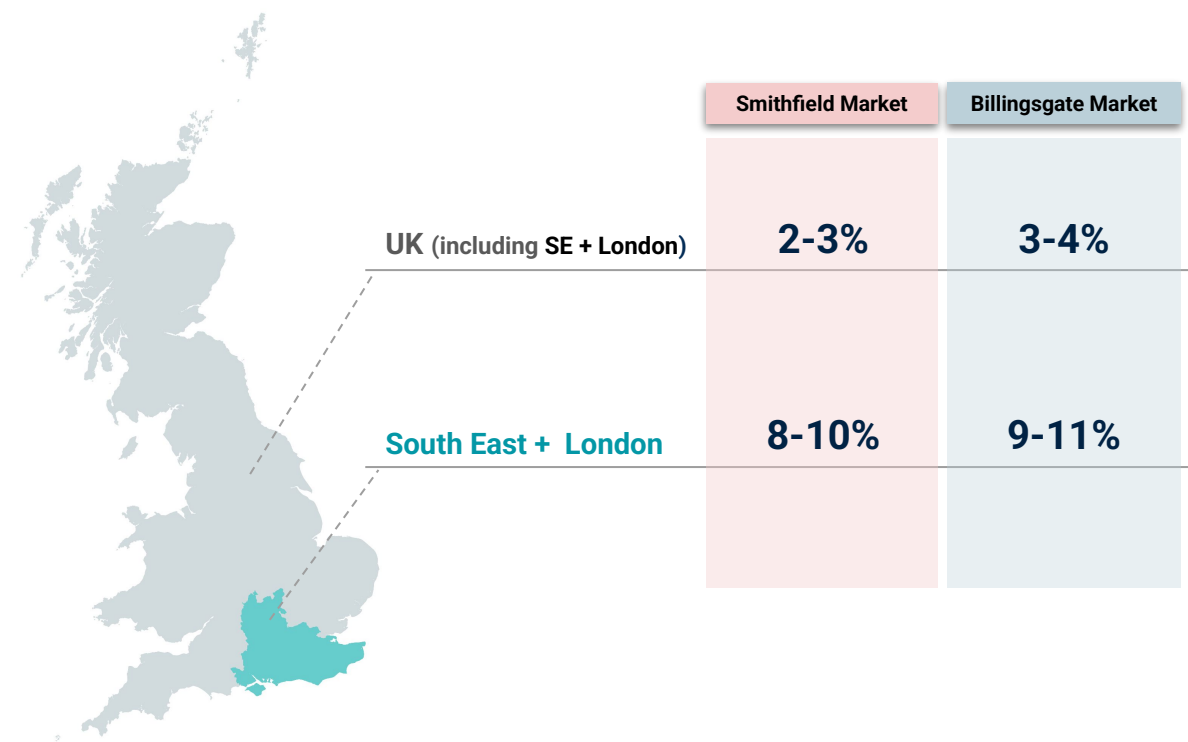 Smithfield Market Billingsgate Market
UK (including SE + London) 2-3% 3-4%
South East + London 8-10% 9-11%